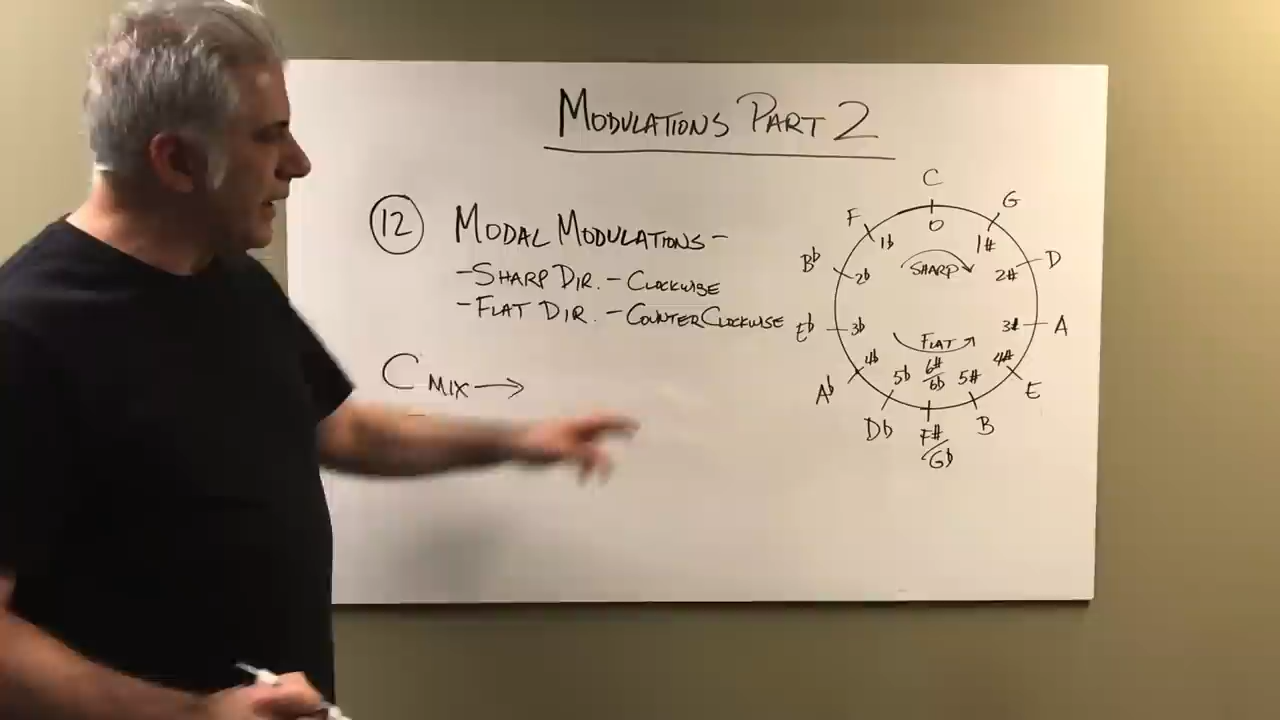 MODULATIONS PART 2
12 MODAL MODULATIONS -
- SHARP DIR. - CLOCKWISE
- FLAT DIR. - COUNTERCLOCKWISE
C MIX →
C
F
G
0
1b
1#
Bb
2b
SHARP
2#
D
Eb
3b
3#
A
FLAT
4b
4#
Ab
5b
6#/6b
5#
E
Db
F#/Gb
B